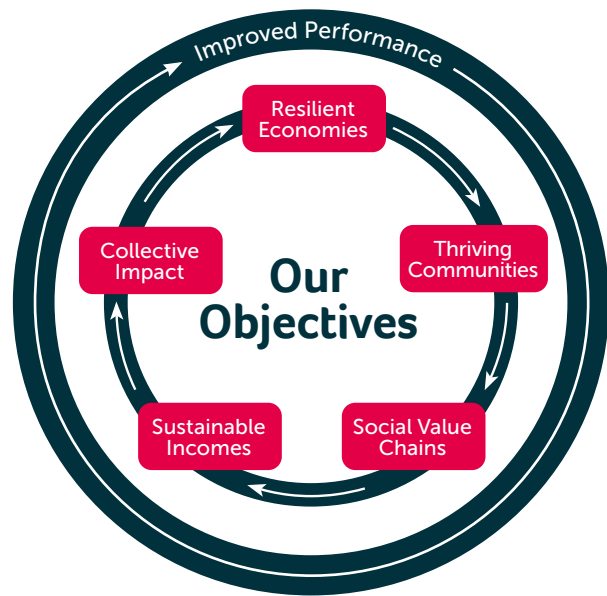 Improved Performance
Resilient
Economies
Thriving
Communities
Social Value
Chains
Sustainable
Incomes
Collective
Impact
Our
Objectives